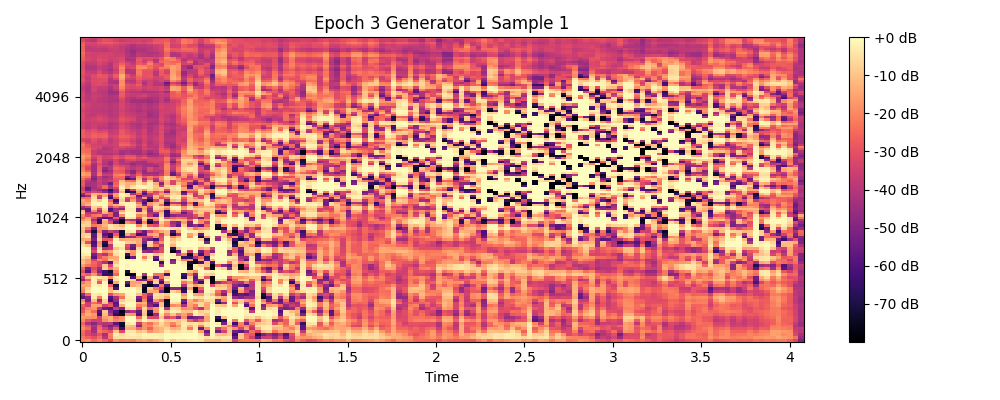 Epoch 3 Generator 1 Sample 1
Hz
4096
2048
1024
512
0
0 0.5 1 1.5 2 2.5 3 3.5 4
Time
+0 dB
-10 dB
-20 dB
-30 dB
-40 dB
-50 dB
-60 dB
-70 dB